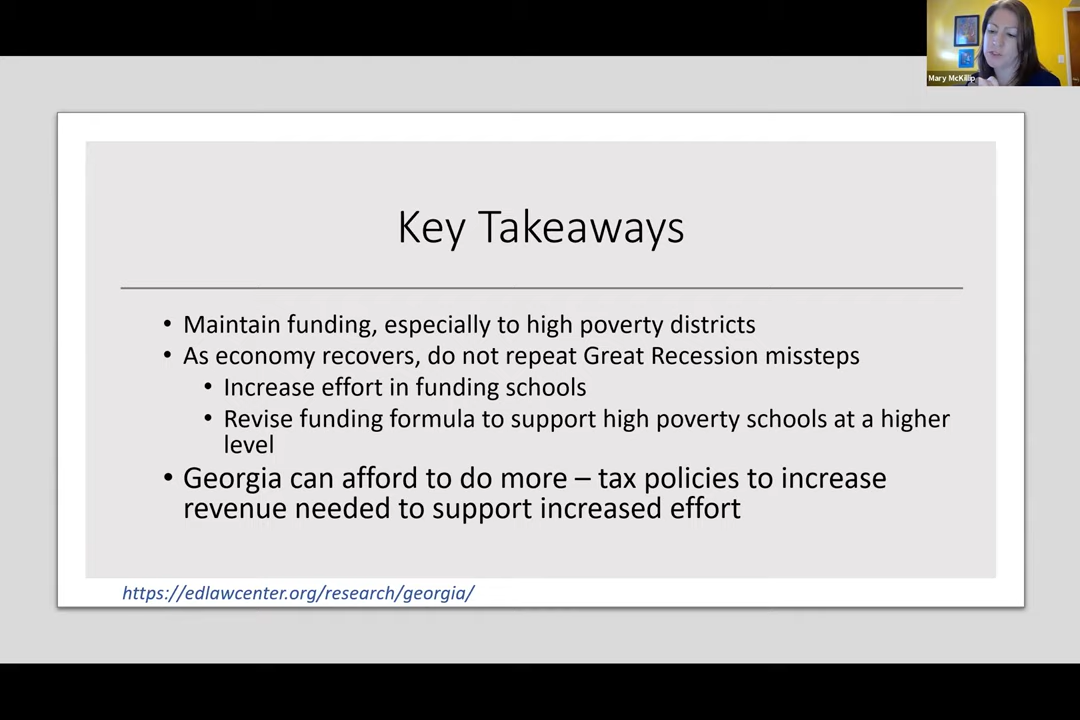 Mary McKillip
Key Takeaways
• Maintain funding, especially to high poverty districts
• As economy recovers, do not repeat Great Recession missteps
• Increase effort in funding schools
• Revise funding formula to support high poverty schools at a higher
level
• Georgia can afford to do more – tax policies to increase
revenue needed to support increased effort
https://edlawcenter.org/research/georgia/